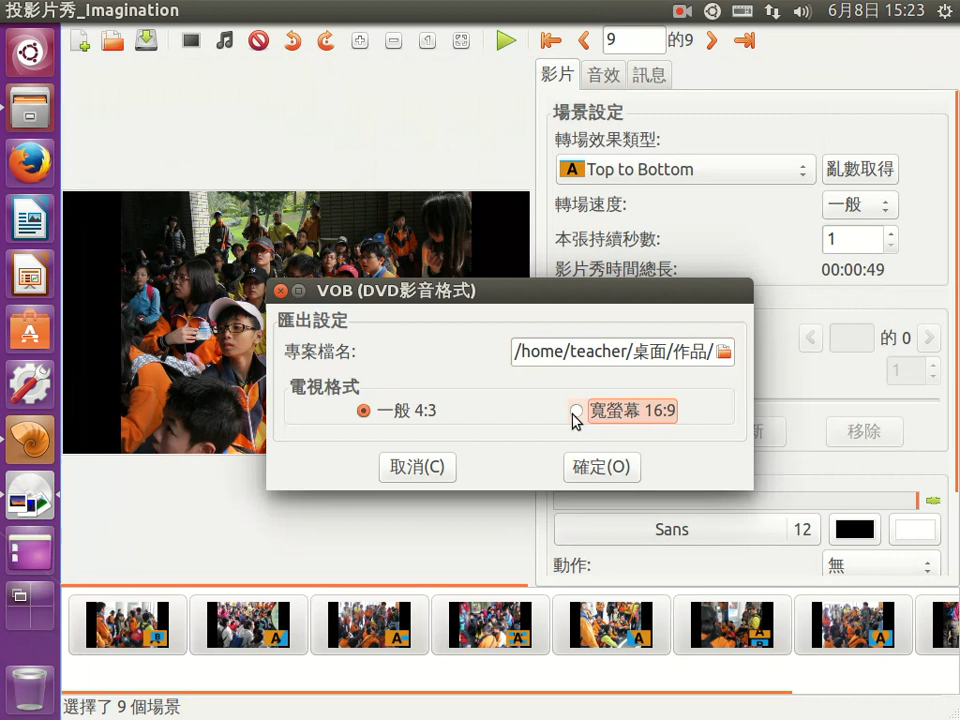 投影片秀_Imagination
6月8日 15:23
9
的9
影片
音效
訊息
場景設定
轉場效果類型:
A Top to Bottom
亂數取得
轉場速度:
一般
本張持續秒數:
1
影片秀時間總長:
00:00:49
VOB (DVD影音格式)
匯出設定
專案檔名:
/home/teacher/桌面/作品/
電視格式
一般 4:3
寬螢幕 16:9
取消(C)
確定(O)
的 0
1
新
移除
Sans
12
動作:
無
B
A
A
A
A
A
A
選擇了 9 個場景